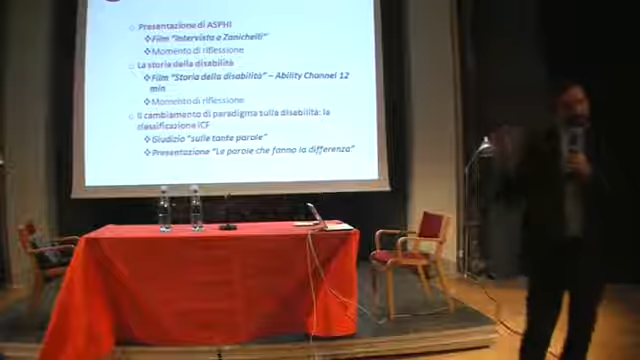 Presentazione di ASPHI
Film "Intervista a Zanichelli"
Momento di riflessione
La storia della disabilità
Film "Storia della disabilità" – Ability Channel 12
min
Momento di riflessione
Il cambiamento di paradigma sulla disabilità: la
classificazione ICF
Giudizio "sulle tante parole"
Presentazione "Le parole che fanno la differenza"